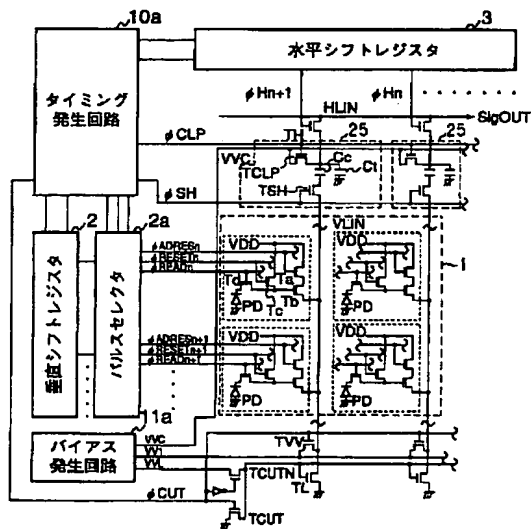 10a
3
水平シフトレジスタ
タイミング
発生回路
φHn+1
φHn
HLIN
SigOUT
φCLP
TH
25
25
VVC
TCLP
Cc
Ct
TSH
φSH
2
2a
垂直シフトレジスタ
パルスセレクタ
φADRESn
φRESETn
φREADn
VDD
VLIN
VDD
1
Td
Ta
Tb
Tc
PD
PD
φADRESn+1
φRESETn+1
φREADn+1
VDD
VDD
PD
PD
1a
バイアス
発生回路
VVC
VV1
VVL
TVV
TCUTN
TL
φCUT
TCUT